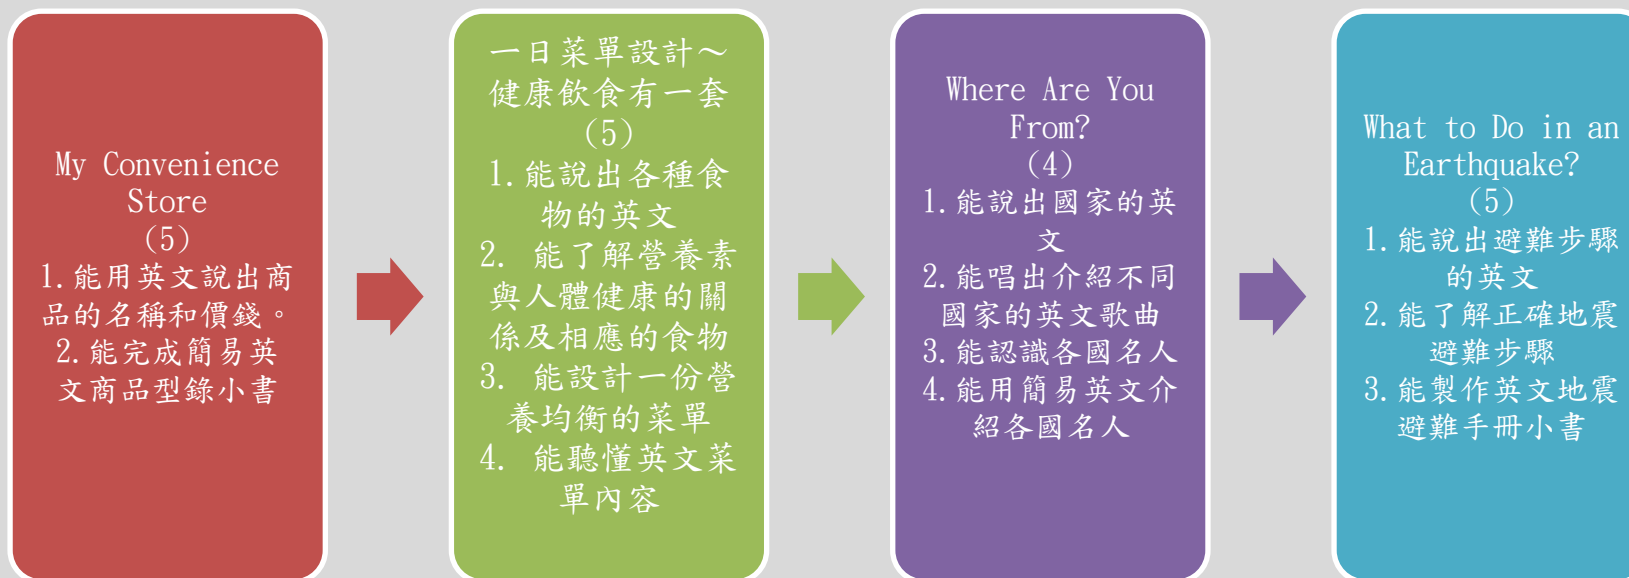 My Convenience
Store
(5)
1.能用英文說出商
品的名稱和價錢。
2.能完成簡易英
文商品型錄小書
一日菜單設計～
健康飲食有一套
(5)
1.能說出各種食
物的英文
2. 能了解營養素
與人體健康的關
係及相應的食物
3. 能設計一份營
養均衡的菜單
4. 能聽懂英文菜
單內容
Where Are You
From?
(4)
1.能說出國家的英
文
2.能唱出介紹不同
國家的英文歌曲
3.能認識各國名人
4.能用簡易英文介
紹各國名人
What to Do in an
Earthquake?
(5)
1.能說出避難步驟
的英文
2.能了解正確地震
避難步驟
3.能製作英文地震
避難手冊小書